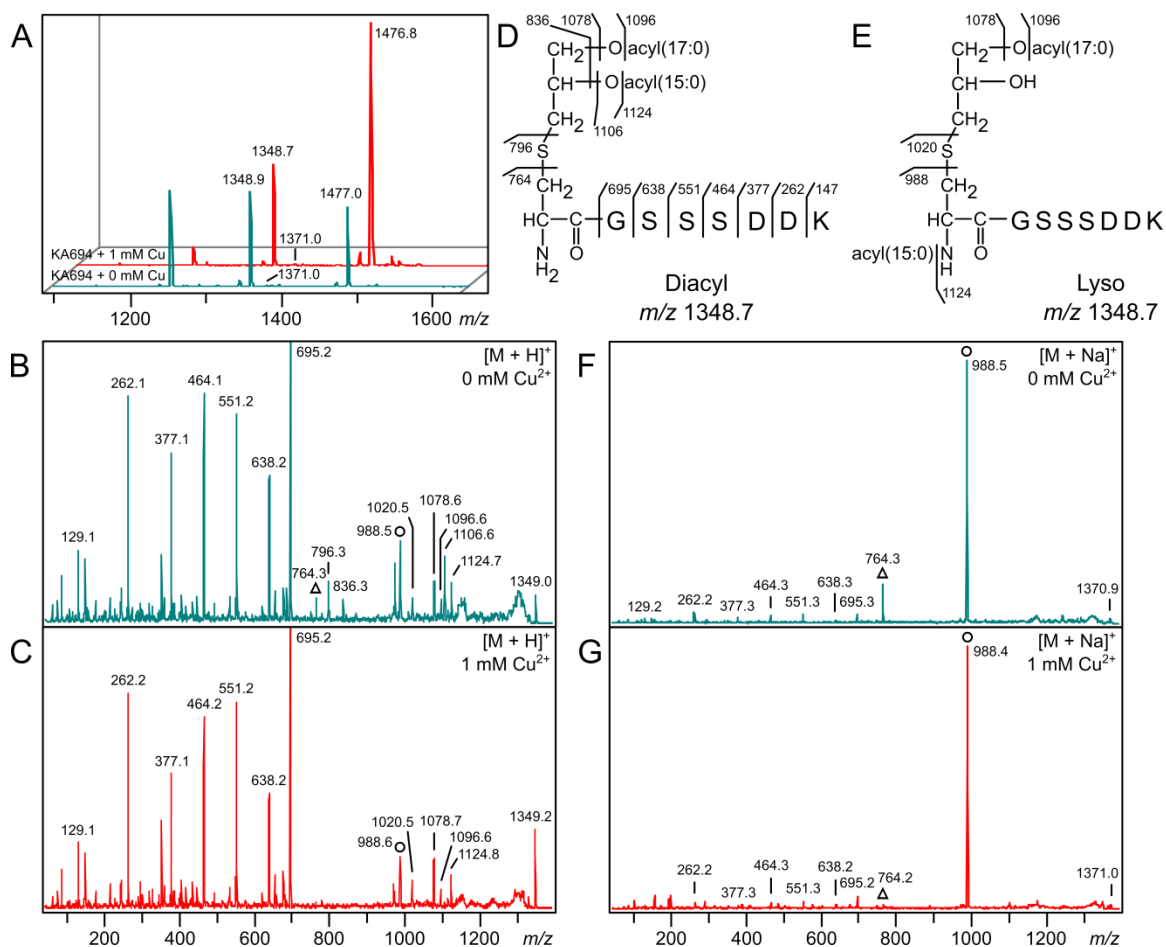 A
1476.8
1348.7
1348.9
1477.0
1371.0
KA694 + 1 mM Cu
1371.0
KA694 + 0 mM Cu
1200
1400
1600
m/z
D
836
1078
1096
CH2
O
acyl(17:0)
CH
O
acyl(15:0)
CH2
1124
1106
796
S
764
CH2
695
638
551
464
377
262
147
HC
C
G
S
S
S
D
D
K
NH2
O
Diacyl
m/z 1348.7
E
1078
1096
CH2
O
acyl(17:0)
CH
OH
CH2
1020
S
988
CH2
HC
C
GSSSDDK
acyl(15:0)
NH
O
1124
Lyso
m/z 1348.7
B
[M + H]+
0 mM Cu2+
695.2
262.1
464.1
377.1
551.2
638.2
129.1
764.3
796.3
836.3
988.5
1020.5
1078.6
1096.6
1106.6
1124.7
1349.0
C
[M + H]+
1 mM Cu2+
695.2
262.2
464.2
551.2
377.1
638.2
129.1
988.6
1020.5
1078.7
1096.6
1124.8
1349.2
200
400
600
800
1000
1200
m/z
F
[M + Na]+
0 mM Cu2+
988.5
764.3
129.2
262.2
377.3
464.3
551.3
638.3
695.3
1370.9
G
[M + Na]+
1 mM Cu2+
988.4
262.2
377.3
464.3
551.3
638.2
695.2
764.2
1371.0
200
400
600
800
1000
1200
m/z